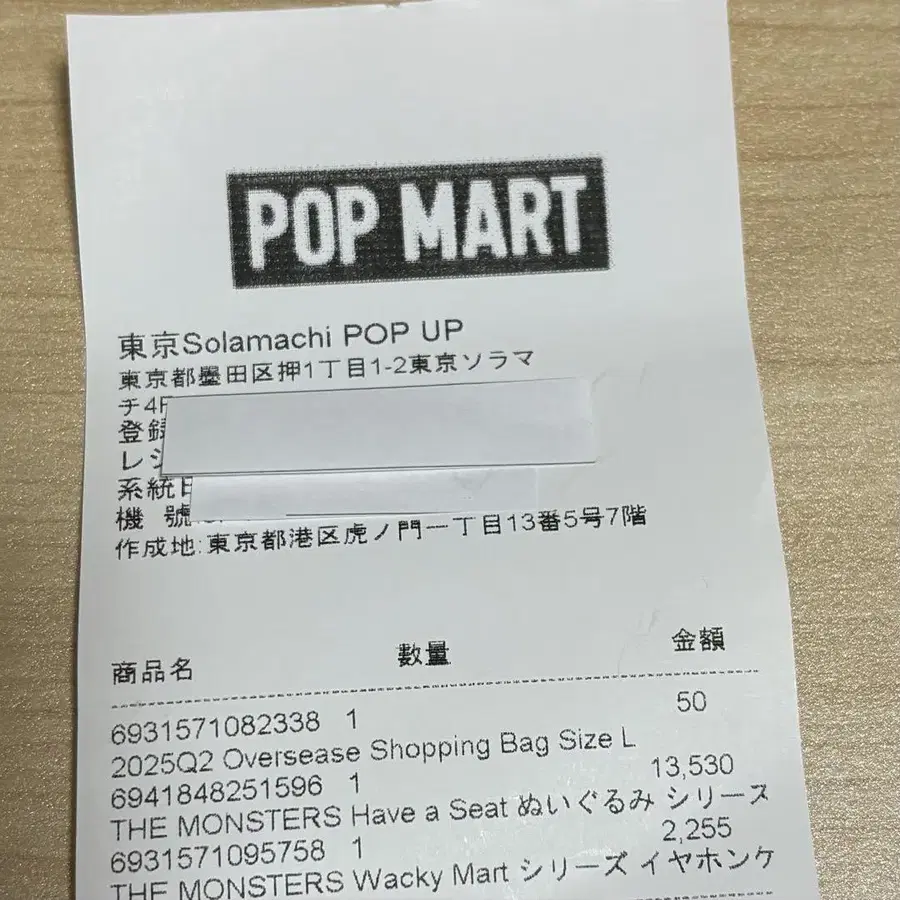 POP MART
東京Solamachi POP UP
東京都墨田区押1丁目1-2東京ソラマ
チ4F
登録
レシ
系統日
機 號
作成地:東京都港区虎ノ門一丁目13番5号7階
商品名 數量 金額
6931571082338 1 50
2025Q2 Oversease Shopping Bag Size L
6941848251596 1 13,530
THE MONSTERS Have a Seat ぬいぐるみ シリーズ
6931571095758 1 2,255
THE MONSTERS Wacky Mart シリーズ イヤホンケ